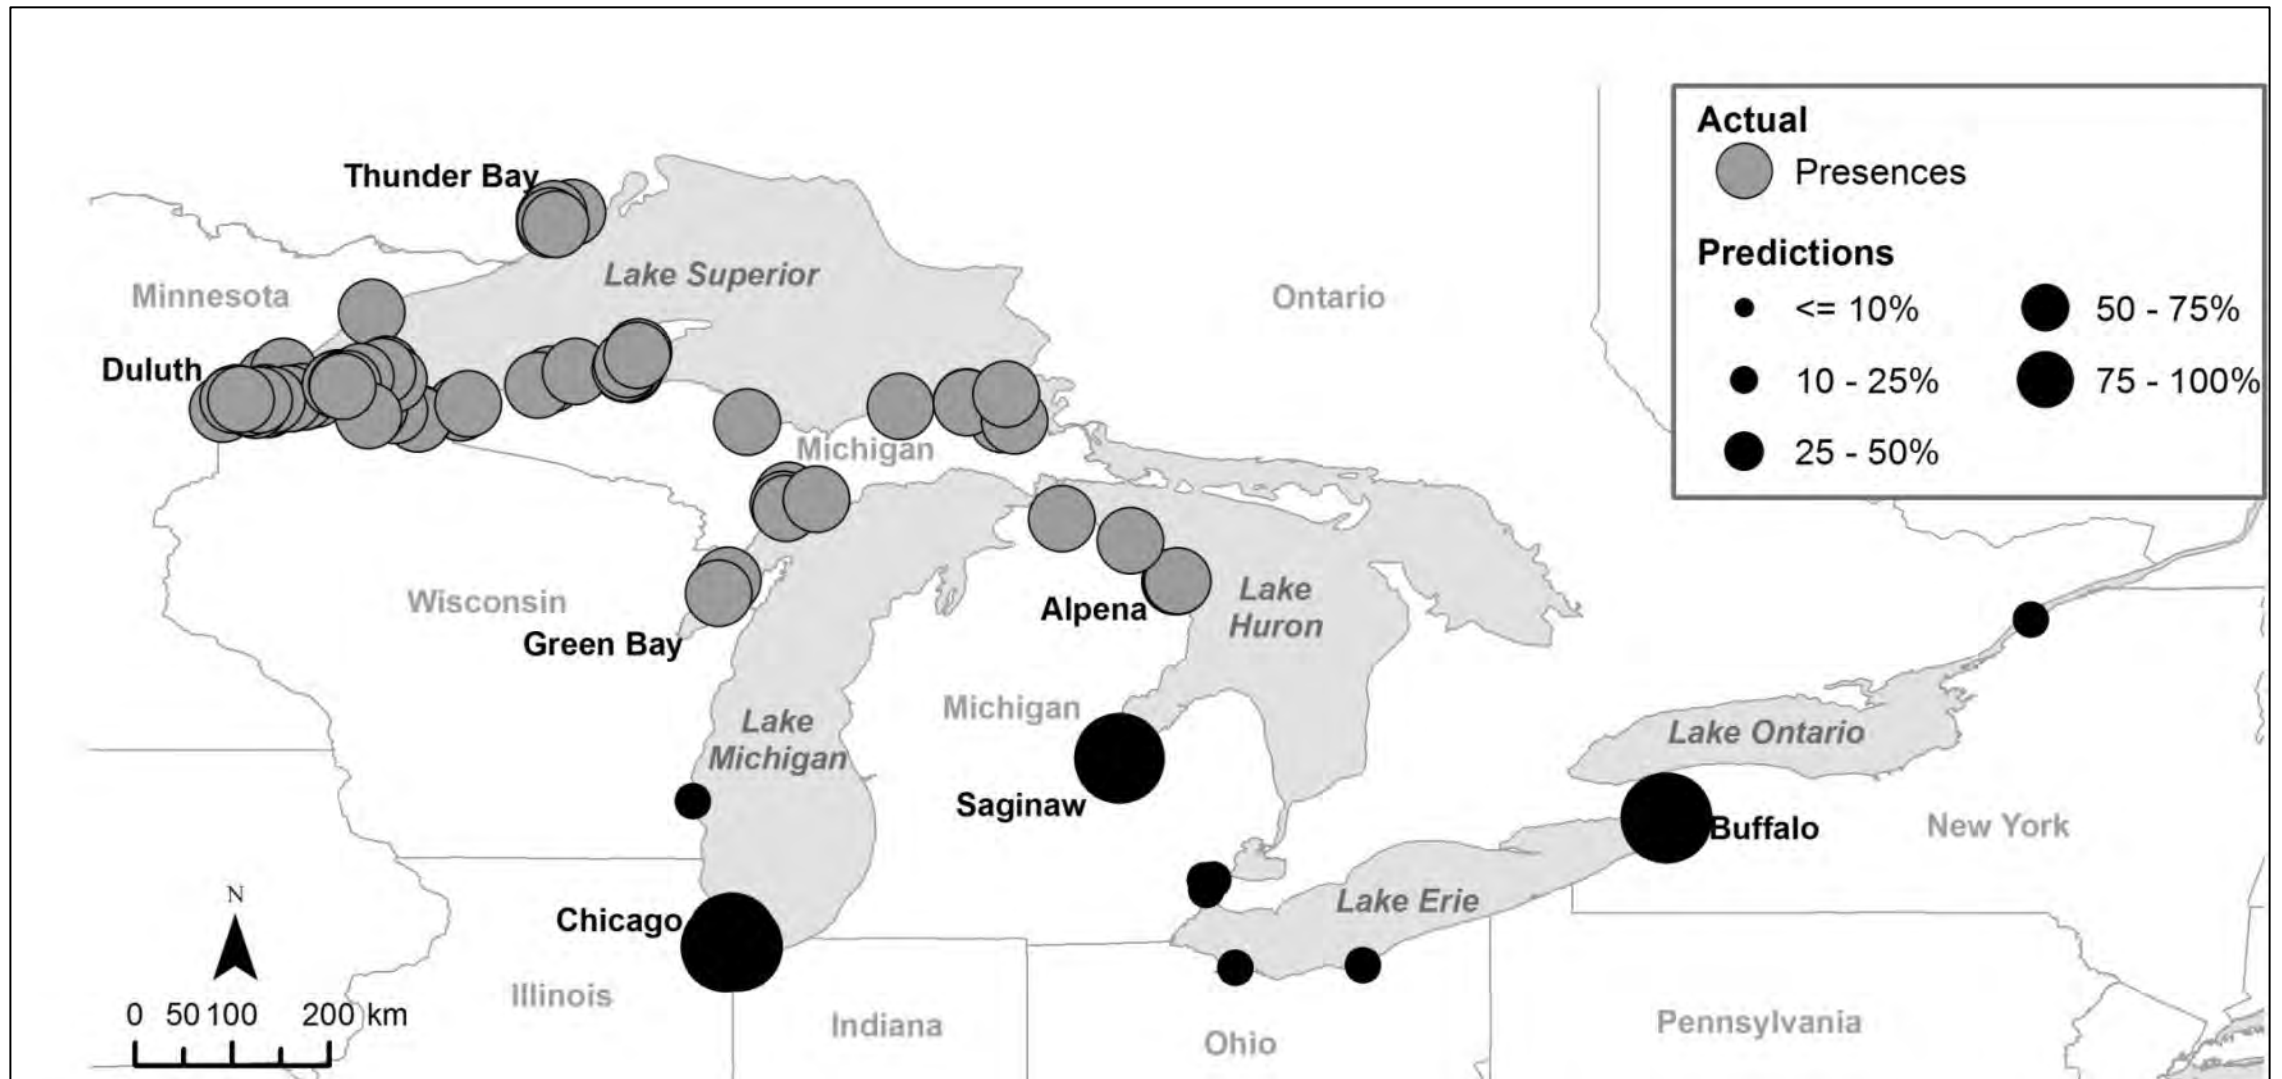 Actual
Presences
Predictions
<= 10%
50 - 75%
10 - 25%
75 - 100%
25 - 50%
Thunder Bay
Lake Superior
Minnesota
Ontario
Duluth
Michigan
Wisconsin
Green Bay
Alpena
Lake
Huron
Michigan
Lake
Michigan
Lake Ontario
Saginaw
Buffalo
New York
Lake Erie
Chicago
N
Illinois
Indiana
Ohio
Pennsylvania
0 50 100 200 km